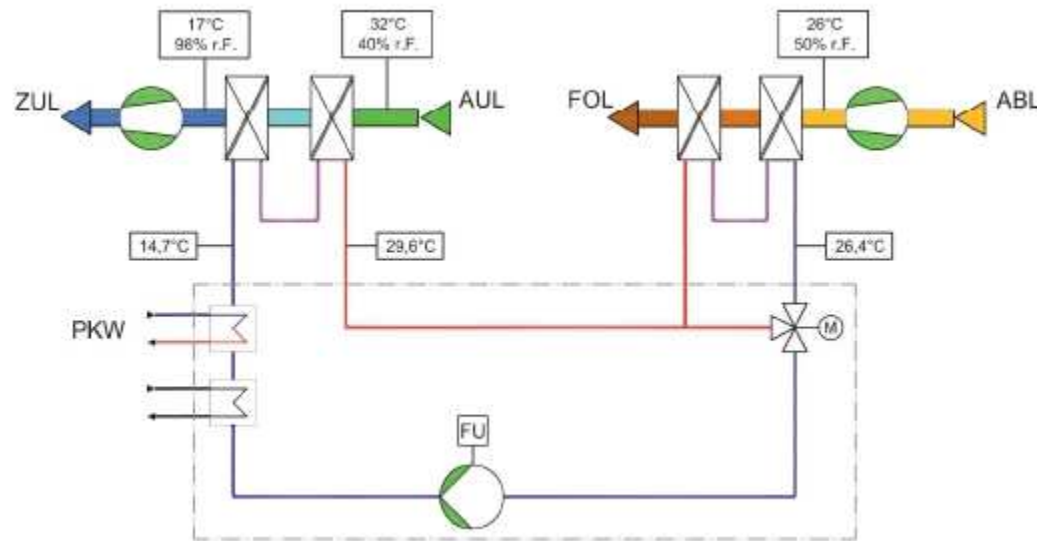 17°C
98% r.F.
32°C
40% r.F.
26°C
50% r.F.
ZUL
AUL
FOL
ABL
14,7°C
29,6°C
26,4°C
PKW
M
FU